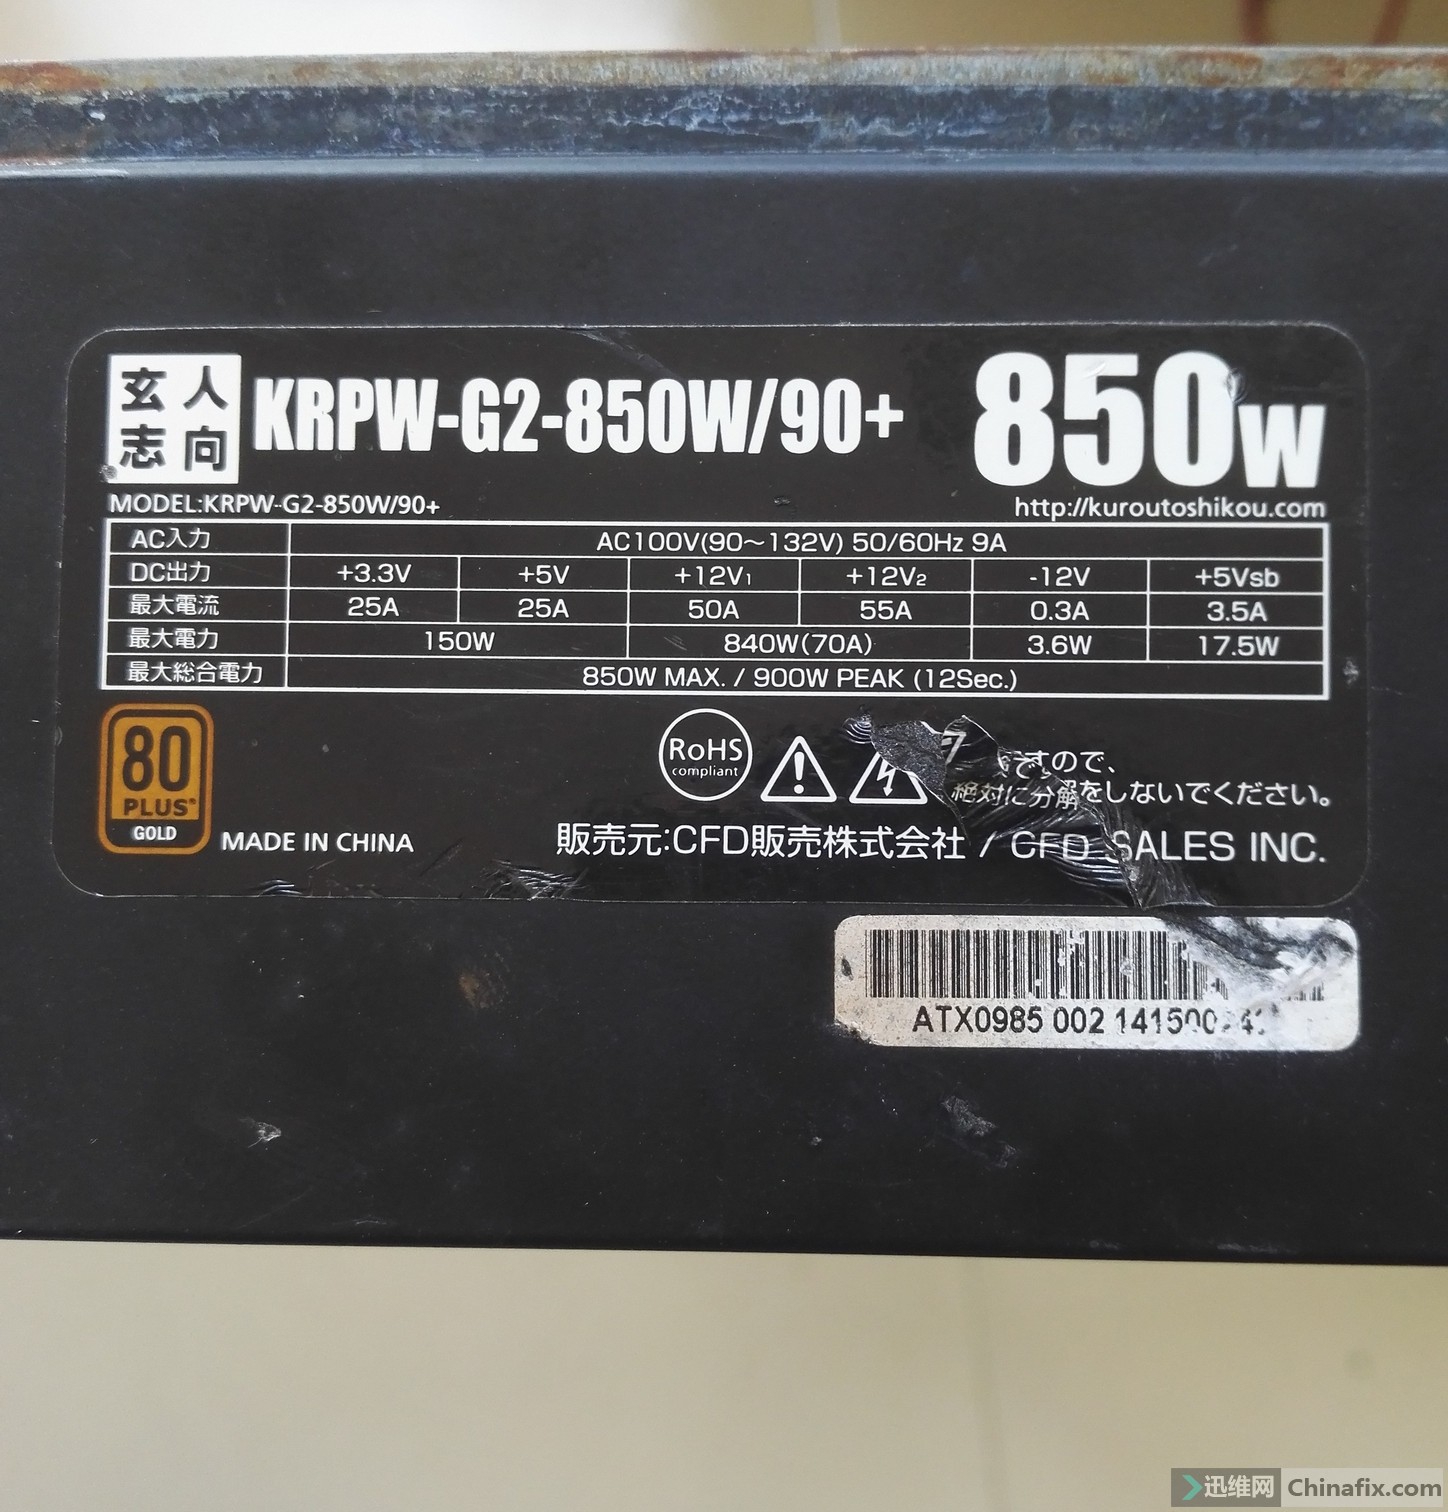 玄人
志向
KRPW-G2-850W/90+
850W
MODEL:KRPW-G2-850W/90+
http://kuroutoshikou.com
AC入力 AC100V(90～132V) 50/60Hz 9A
DC出力 +3.3V +5V +12V1 +12V2 -12V +5Vsb
最大電流 25A 25A 50A 55A 0.3A 3.5A
最大電力 150W 840W(70A) 3.6W 17.5W
最大総合電力 850W MAX. / 900W PEAK (12Sec.)
80
PLUS®
GOLD
MADE IN CHINA
RoHS
compliant
ですので、
絶対に分解をしないでください。
販売元:CFD販売株式会社 / CFD SALES INC.
ATX0985 002
迅维网 Chinafix.com